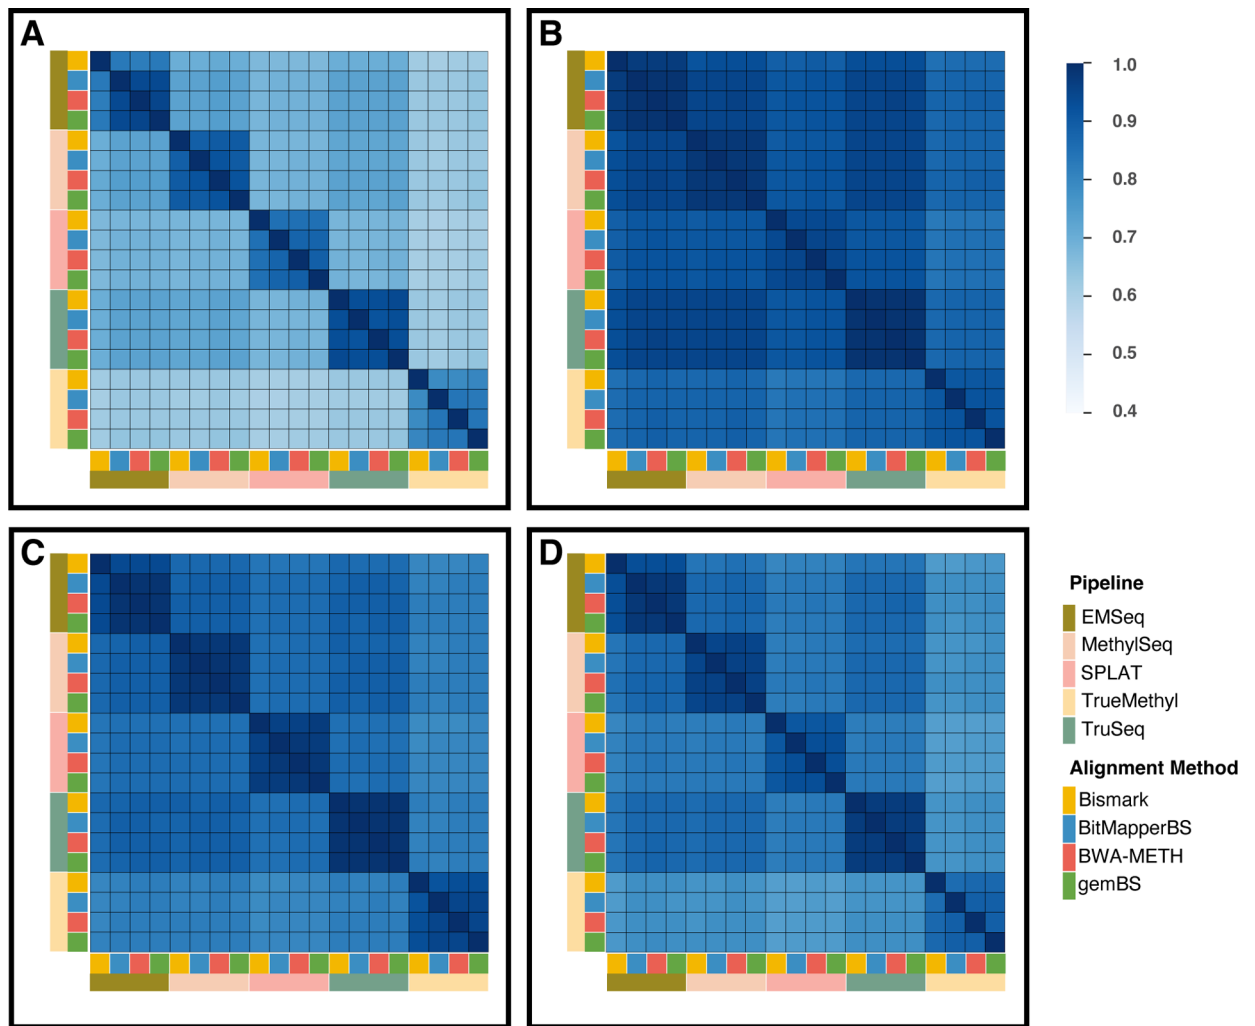 A
B
1.0
0.9
0.8
0.7
0.6
0.5
0.4
C
D
Pipeline
EMSeq
MethylSeq
SPLAT
TrueMethyl
TruSeq
Alignment Method
Bismark
BitMapperBS
BWA-METH
gemBS